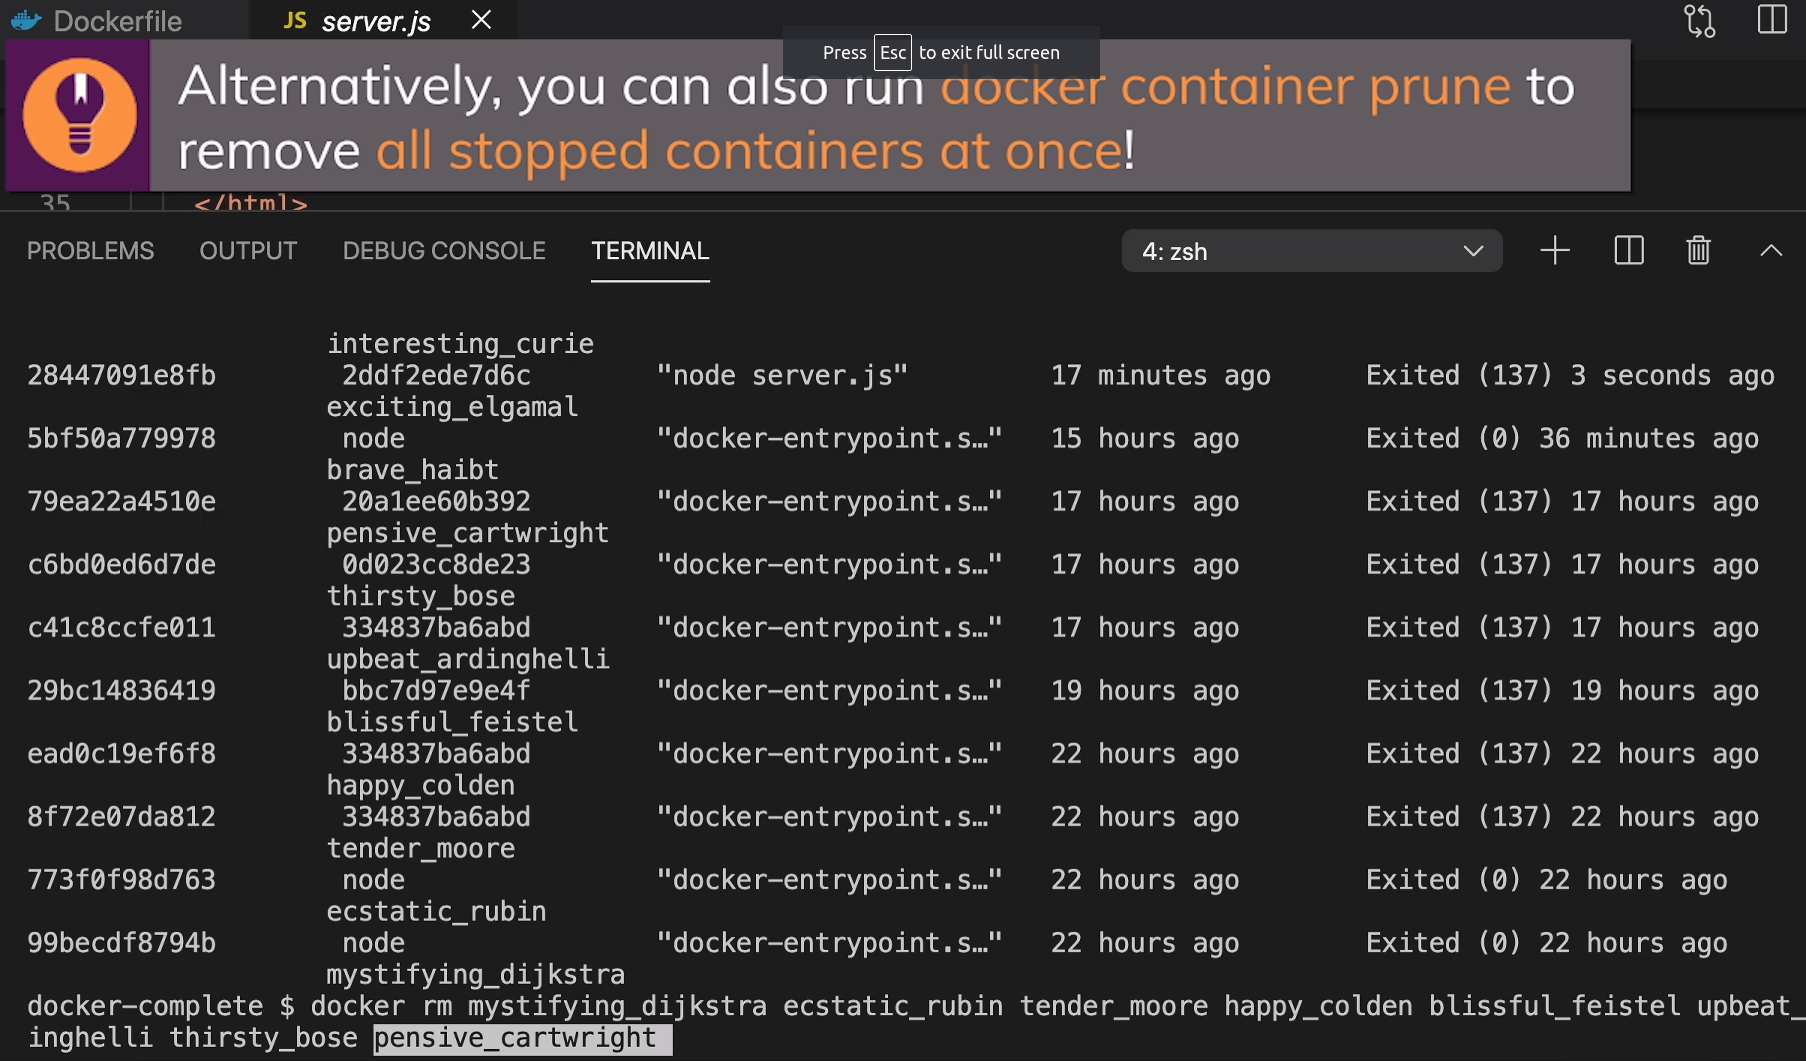 Dockerfile
JS server.js
Press Esc to exit full screen
Alternatively, you can also run docker container prune to
remove all stopped containers at once!
35 </html>
PROBLEMS OUTPUT DEBUG CONSOLE TERMINAL 4: zsh
interesting_curie
28447091e8fb 2ddf2ede7d6c "node server.js" 17 minutes ago Exited (137) 3 seconds ago
exciting_elgamal
5bf50a779978 node "docker-entrypoint.s…" 15 hours ago Exited (0) 36 minutes ago
brave_haibt
79ea22a4510e 20a1ee60b392 "docker-entrypoint.s…" 17 hours ago Exited (137) 17 hours ago
pensive_cartwright
c6bd0ed6d7de 0d023cc8de23 "docker-entrypoint.s…" 17 hours ago Exited (137) 17 hours ago
thirsty_bose
c41c8ccfe011 334837ba6abd "docker-entrypoint.s…" 17 hours ago Exited (137) 17 hours ago
upbeat_ardinghelli
29bc14836419 bbc7d97e9e4f "docker-entrypoint.s…" 19 hours ago Exited (137) 19 hours ago
blissful_feistel
ead0c19ef6f8 334837ba6abd "docker-entrypoint.s…" 22 hours ago Exited (137) 22 hours ago
happy_colden
8f72e07da812 334837ba6abd "docker-entrypoint.s…" 22 hours ago Exited (137) 22 hours ago
tender_moore
773f0f98d763 node "docker-entrypoint.s…" 22 hours ago Exited (0) 22 hours ago
ecstatic_rubin
99becdf8794b node "docker-entrypoint.s…" 22 hours ago Exited (0) 22 hours ago
mystifying_dijkstra
docker-complete $ docker rm mystifying_dijkstra ecstatic_rubin tender_moore happy_colden blissful_feistel upbeat_
inghelli thirsty_bose pensive_cartwright